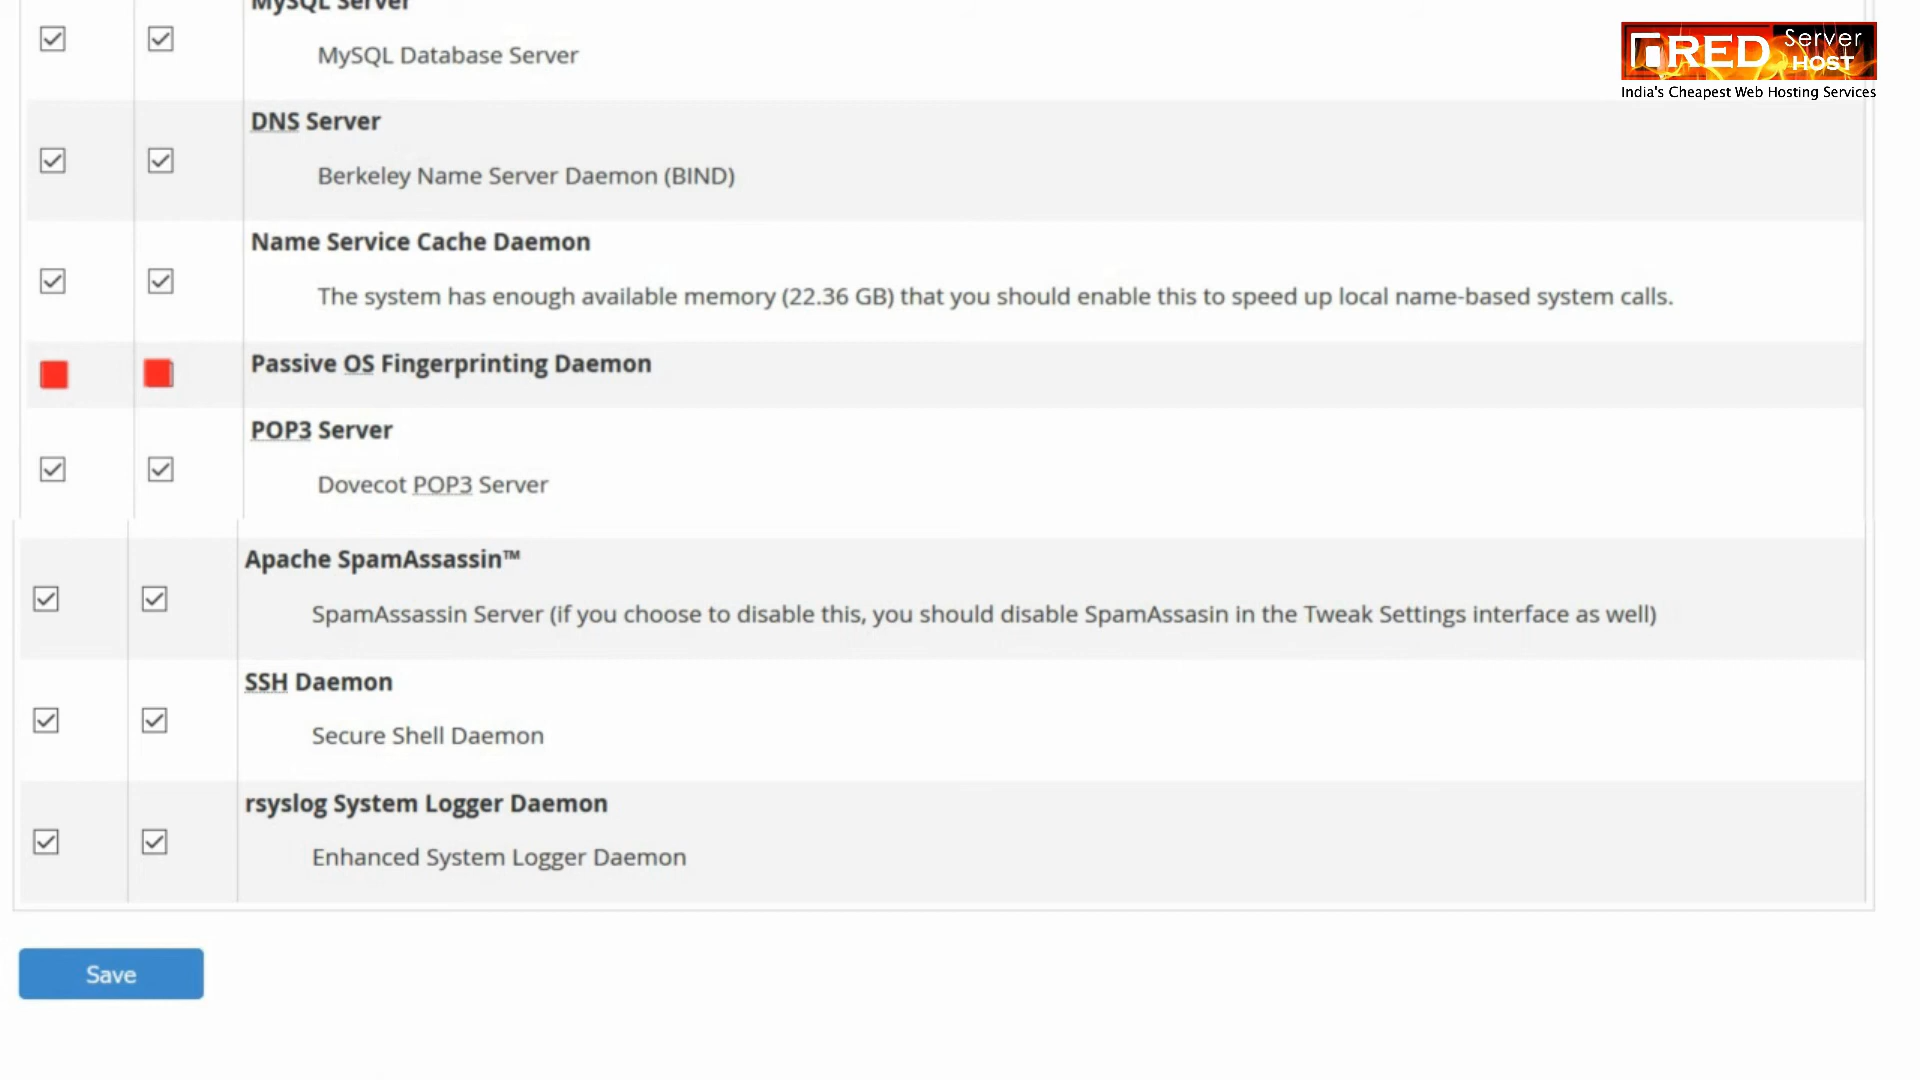 MySQL Server
MySQL Database Server
DNS Server
Berkeley Name Server Daemon (BIND)
Name Service Cache Daemon
The system has enough available memory (22.36 GB) that you should enable this to speed up local name-based system calls.
Passive OS Fingerprinting Daemon
POP3 Server
Dovecot POP3 Server
Apache SpamAssassin™
SpamAssassin Server (if you choose to disable this, you should disable SpamAssasin in the Tweak Settings interface as well)
SSH Daemon
Secure Shell Daemon
rsyslog System Logger Daemon
Enhanced System Logger Daemon
Save
RED Server
HOST
India's Cheapest Web Hosting Services